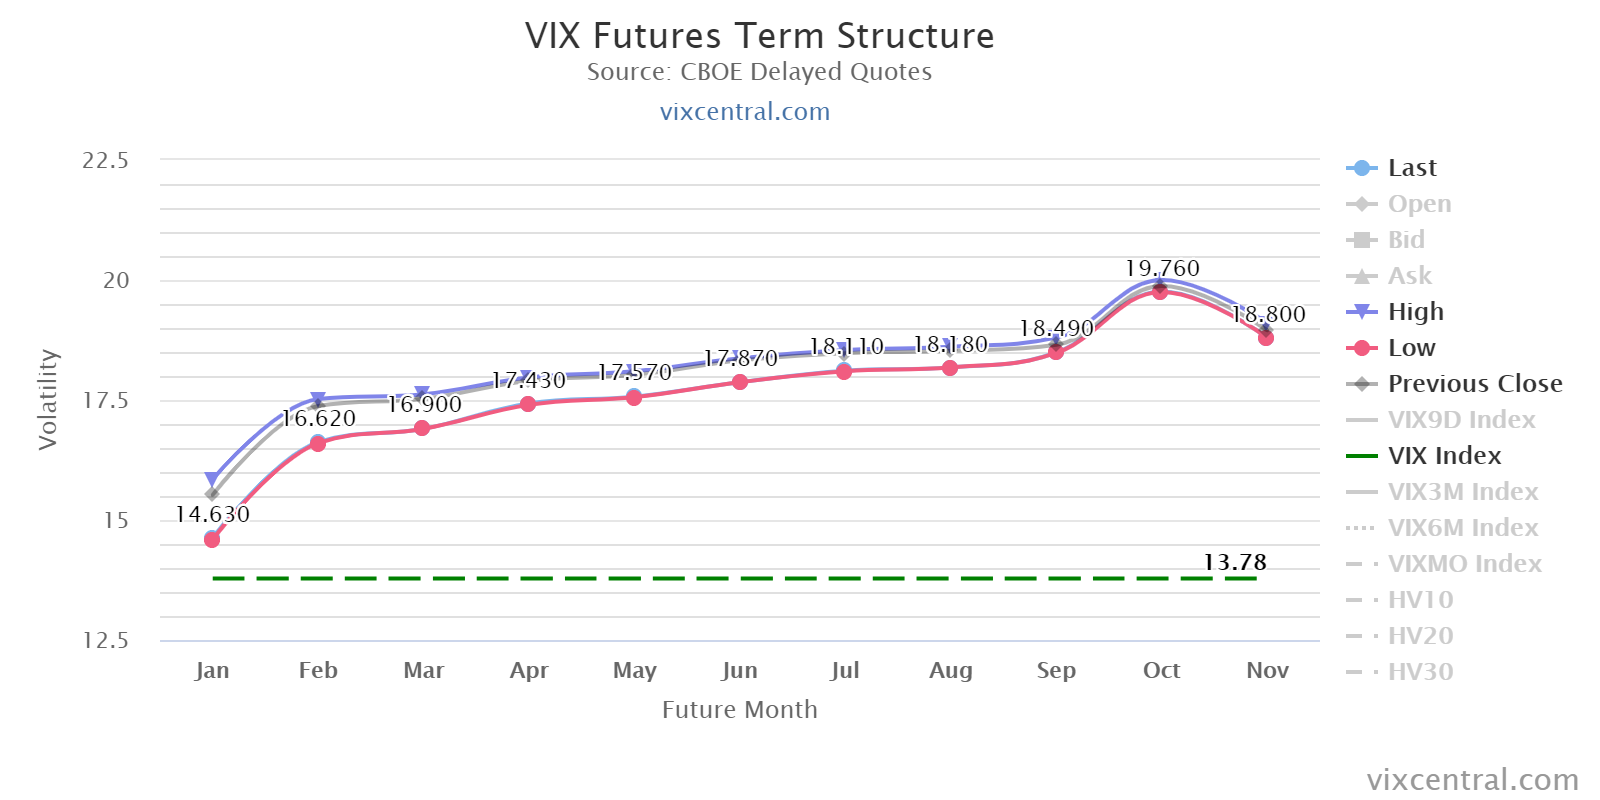 VIX Futures Term Structure
Source: CBOE Delayed Quotes
vixcentral.com
Volatility
22.5
20
17.5
15
12.5
14.630
16.620
16.900
17.430
17.570
17.870
18.110
18.180
18.490
19.760
18.800
13.78
Jan Feb Mar Apr May Jun Jul Aug Sep Oct Nov
Future Month
Last
Open
Bid
Ask
High
Low
Previous Close
VIX9D Index
VIX Index
VIX3M Index
VIX6M Index
VIXMO Index
HV10
HV20
HV30
vixcentral.com